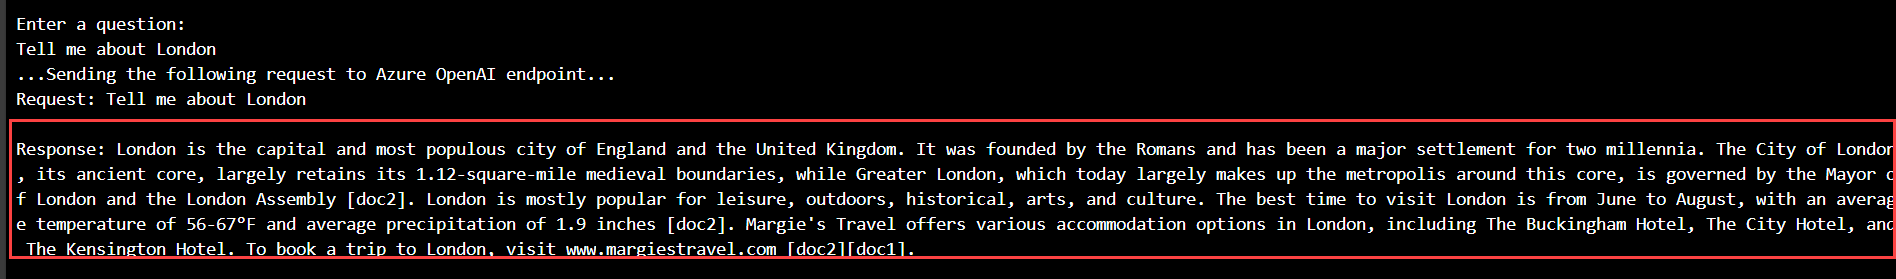 Enter a question:
Tell me about London
...Sending the following request to Azure OpenAI endpoint...
Request: Tell me about London
Response: London is the capital and most populous city of England and the United Kingdom. It was founded by the Romans and has been a major settlement for two millennia. The City of London
, its ancient core, largely retains its 1.12-square-mile medieval boundaries, while Greater London, which today largely makes up the metropolis around this core, is governed by the Mayor o
f London and the London Assembly [doc2]. London is mostly popular for leisure, outdoors, historical, arts, and culture. The best time to visit London is from June to August, with an averag
e temperature of 56-67°F and average precipitation of 1.9 inches [doc2]. Margie's Travel offers various accommodation options in London, including The Buckingham Hotel, The City Hotel, and
The Kensington Hotel. To book a trip to London, visit www.margiestravel.com [doc2][doc1].